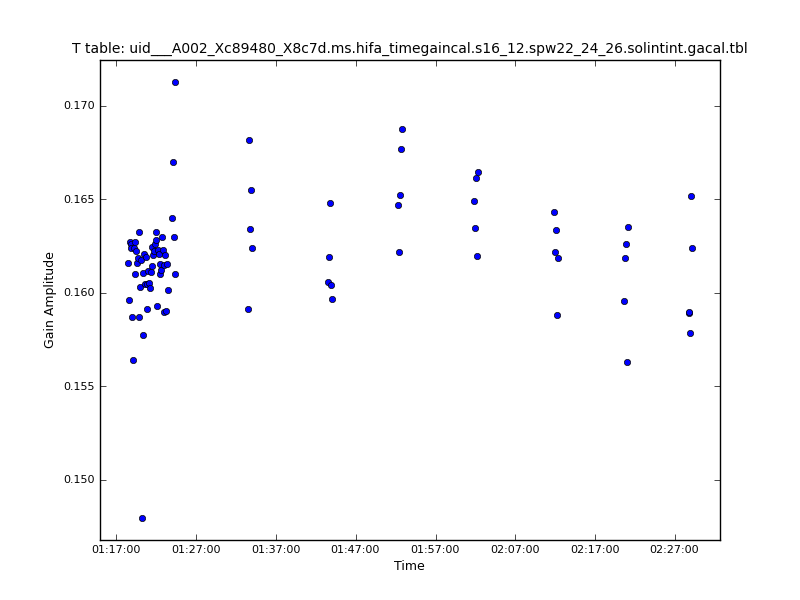 T table: uid___A002_Xc89480_X8c7d.ms.hifa_timegaincal.s16_12.spw22_24_26.solintint.gacal.tbl
0.170
0.165
0.160
0.155
0.150
Gain Amplitude
01:17:00 01:27:00 01:37:00 01:47:00 01:57:00 02:07:00 02:17:00 02:27:00
Time